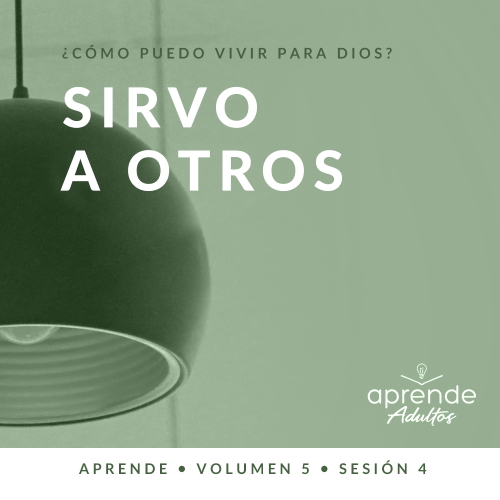 ¿CÓMO PUEDO VIVIR PARA DIOS?
SIRVO
A OTROS
aprende
Adultos
APRENDE • VOLUMEN 5 • SESIÓN 4